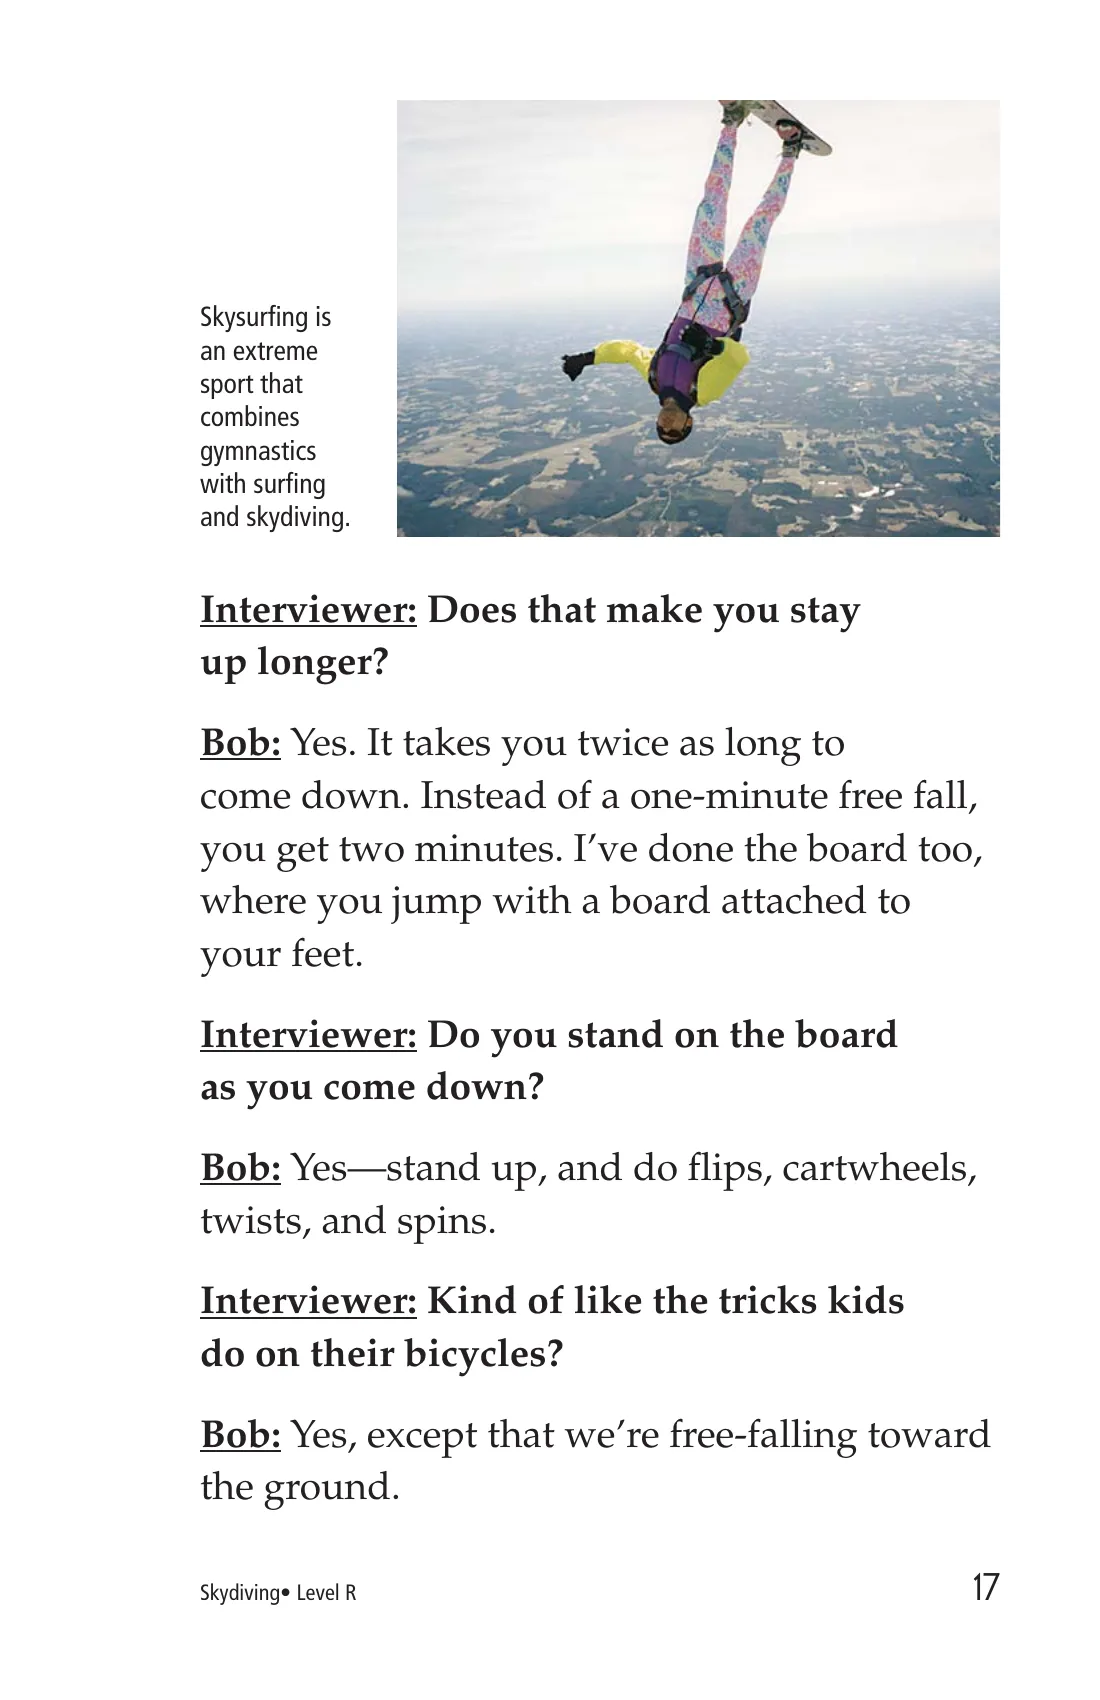 Skysurfing is
an extreme
sport that
combines
gymnastics
with surfing
and skydiving.
Interviewer: Does that make you stay
up longer?
Bob: Yes. It takes you twice as long to
come down. Instead of a one-minute free fall,
you get two minutes. I’ve done the board too,
where you jump with a board attached to
your feet.
Interviewer: Do you stand on the board
as you come down?
Bob: Yes—stand up, and do flips, cartwheels,
twists, and spins.
Interviewer: Kind of like the tricks kids
do on their bicycles?
Bob: Yes, except that we’re free-falling toward
the ground.
Skydiving• Level R
17